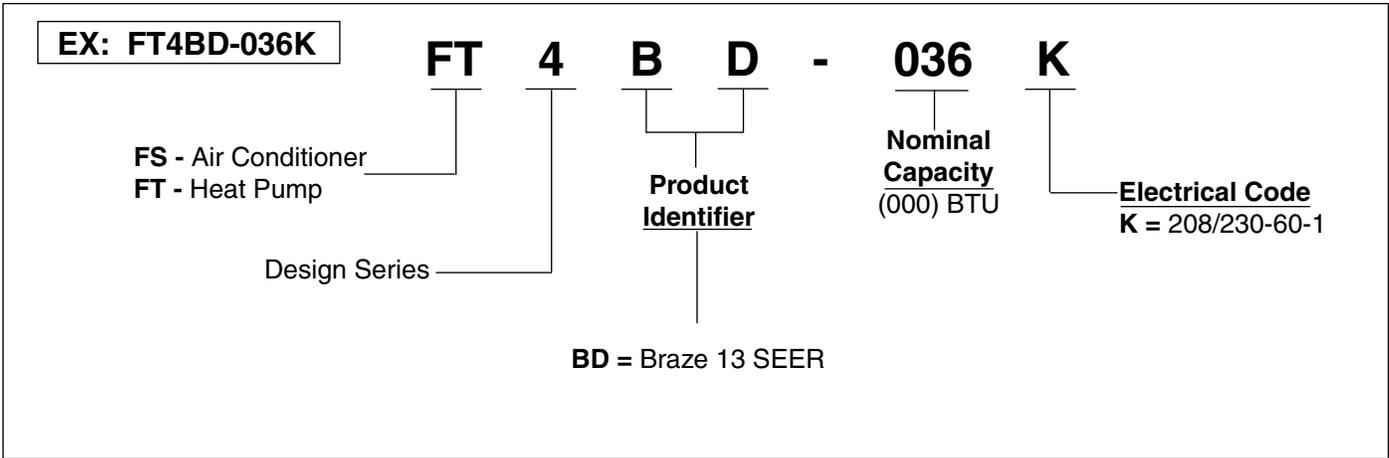 EX: FT4BD-036K
FT 4 B D - 036 K
FS - Air Conditioner
FT - Heat Pump
Design Series
Product
Identifier
BD = Braze 13 SEER
Nominal
Capacity
(000) BTU
Electrical Code
K = 208/230-60-1